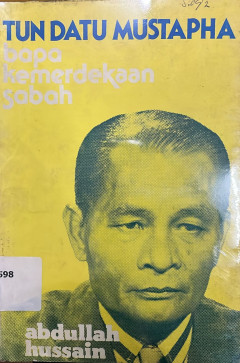 TUN DATU MUSTAPHA
bapa
kemerdekaan
sabah
598
abdullah
hussain